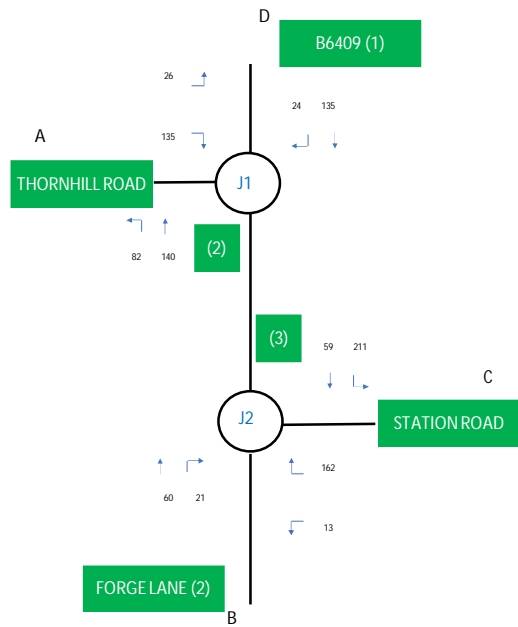 D
B6409 (1)
26
24 135
135
A
THORNHILL ROAD
J1
82 140
(2)
(3)
59 211
C
J2
STATION ROAD
162
60 21
13
FORGE LANE (2)
B